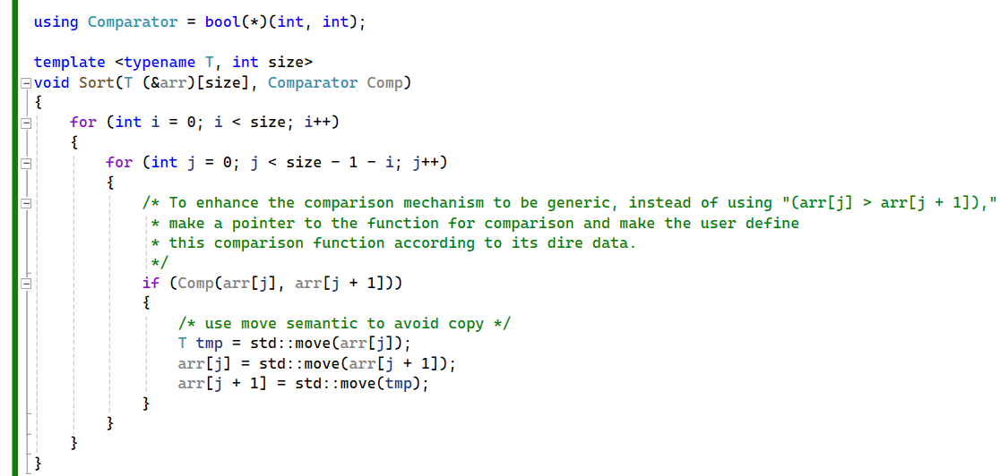 using Comparator = bool(*)(int, int);
template <typename T, int size>
void Sort(T (&arr)[size], Comparator Comp)
{
    for (int i = 0; i < size; i++)
    {
        for (int j = 0; j < size - 1 - i; j++)
        {
            /* To enhance the comparison mechanism to be generic, instead of using "(arr[j] > arr[j + 1]),"
             * make a pointer to the function for comparison and make the user define
             * this comparison function according to its dire data.
             */
            if (Comp(arr[j], arr[j + 1]))
            {
                /* use move semantic to avoid copy */
                T tmp = std::move(arr[j]);
                arr[j] = std::move(arr[j + 1]);
                arr[j + 1] = std::move(tmp);
            }
        }
    }
}